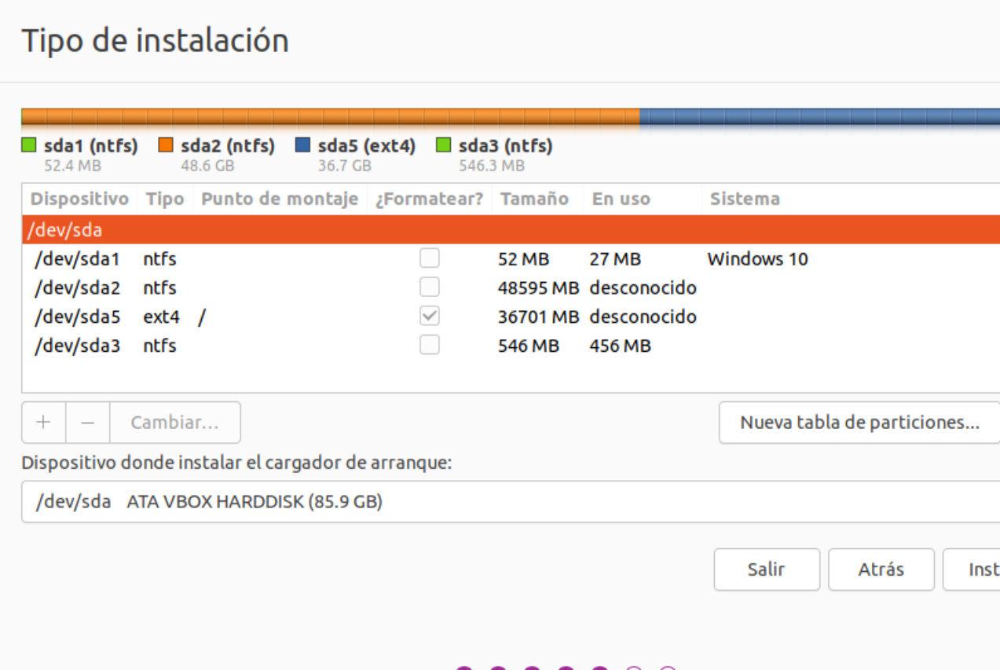 Tipo de instalación
sda1 (ntfs) sda2 (ntfs) sda5 (ext4) sda3 (ntfs)
52.4 MB 48.6 GB 36.7 GB 546.3 MB
Dispositivo Tipo Punto de montaje ¿Formatear? Tamaño En uso Sistema
/dev/sda
/dev/sda1 ntfs 52 MB 27 MB Windows 10
/dev/sda2 ntfs 48595 MB desconocido
/dev/sda5 ext4 / 36701 MB desconocido
/dev/sda3 ntfs 546 MB 456 MB
+ − Cambiar...
Nueva tabla de particiones...
Dispositivo donde instalar el cargador de arranque:
/dev/sda ATA VBOX HARDDISK (85.9 GB)
Salir Atrás Inst